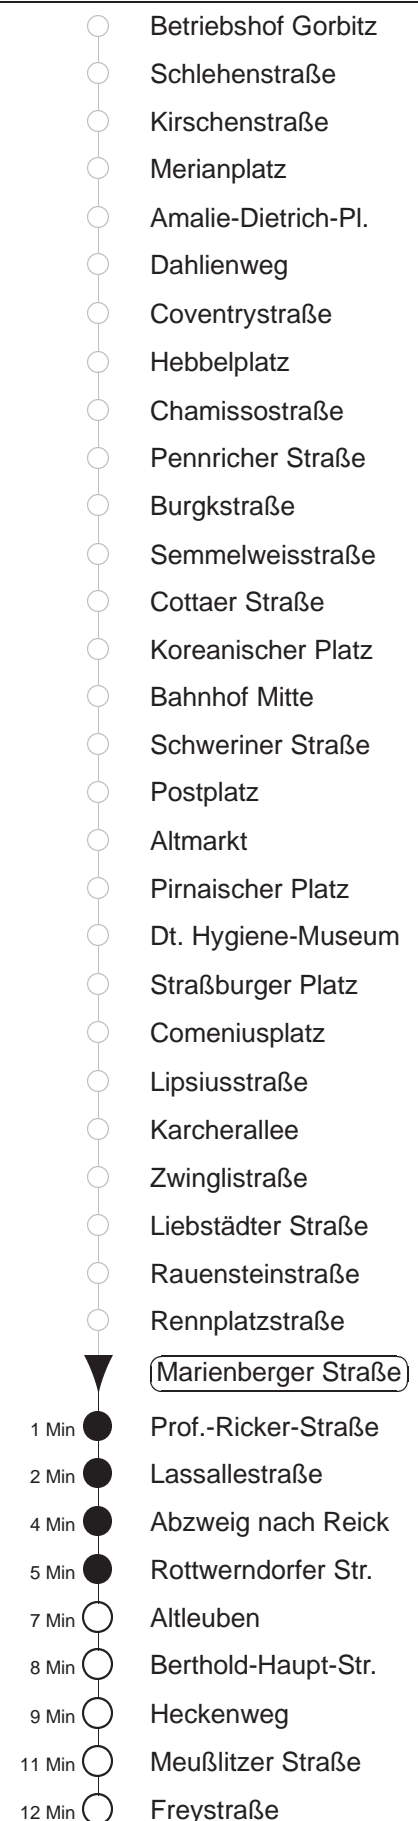 Betriebshof Gorbitz
Schlehenstraße
Kirschenstraße
Merianplatz
Amalie-Dietrich-Pl.
Dahlienweg
Coventrystraße
Hebbelplatz
Chamissostraße
Pennricher Straße
Burgkstraße
Semmelweisstraße
Cottaer Straße
Koreanischer Platz
Bahnhof Mitte
Schweriner Straße
Postplatz
Altmarkt
Pirnaischer Platz
Dt. Hygiene-Museum
Straßburger Platz
Comeniusplatz
Lipsiusstraße
Karcherallee
Zwinglistraße
Liebstädter Straße
Rauensteinstraße
Rennplatzstraße
Marienberger Straße
1 Min Prof.-Ricker-Straße
2 Min Lassallestraße
4 Min Abzweig nach Reick
5 Min Rottwerndorfer Str.
7 Min Altleuben
8 Min Berthold-Haupt-Str.
9 Min Heckenweg
11 Min Meußlitzer Straße
12 Min Freystraße